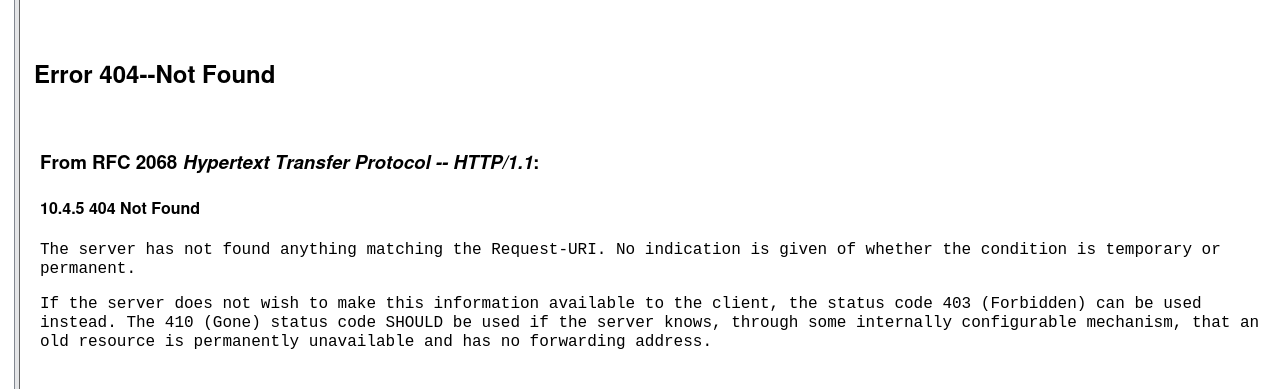 Error 404--Not Found
From RFC 2068 Hypertext Transfer Protocol -- HTTP/1.1:
10.4.5 404 Not Found
The server has not found anything matching the Request-URI. No indication is given of whether the condition is temporary or
permanent.
If the server does not wish to make this information available to the client, the status code 403 (Forbidden) can be used
instead. The 410 (Gone) status code SHOULD be used if the server knows, through some internally configurable mechanism, that an
old resource is permanently unavailable and has no forwarding address.